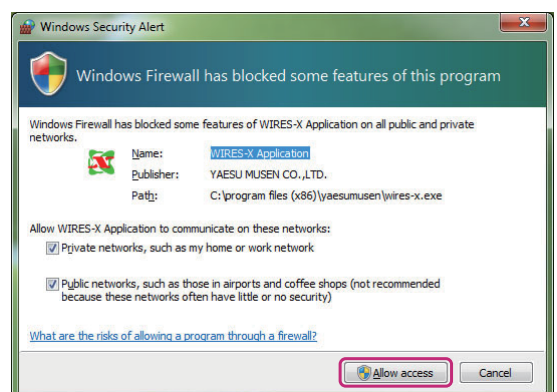 Windows Security Alert
Windows Firewall has blocked some features of this program
Windows Firewall has blocked some features of WIRES-X Application on all public and private
networks.
Name: WIRES-X Application
Publisher: YAESU MUSEN CO.,LTD.
Path: C:\program files (x86)\yaesumusen\wires-x.exe
Allow WIRES-X Application to communicate on these networks:
Private networks, such as my home or work network
Public networks, such as those in airports and coffee shops (not recommended
because these networks often have little or no security)
What are the risks of allowing a program through a firewall?
Allow access Cancel